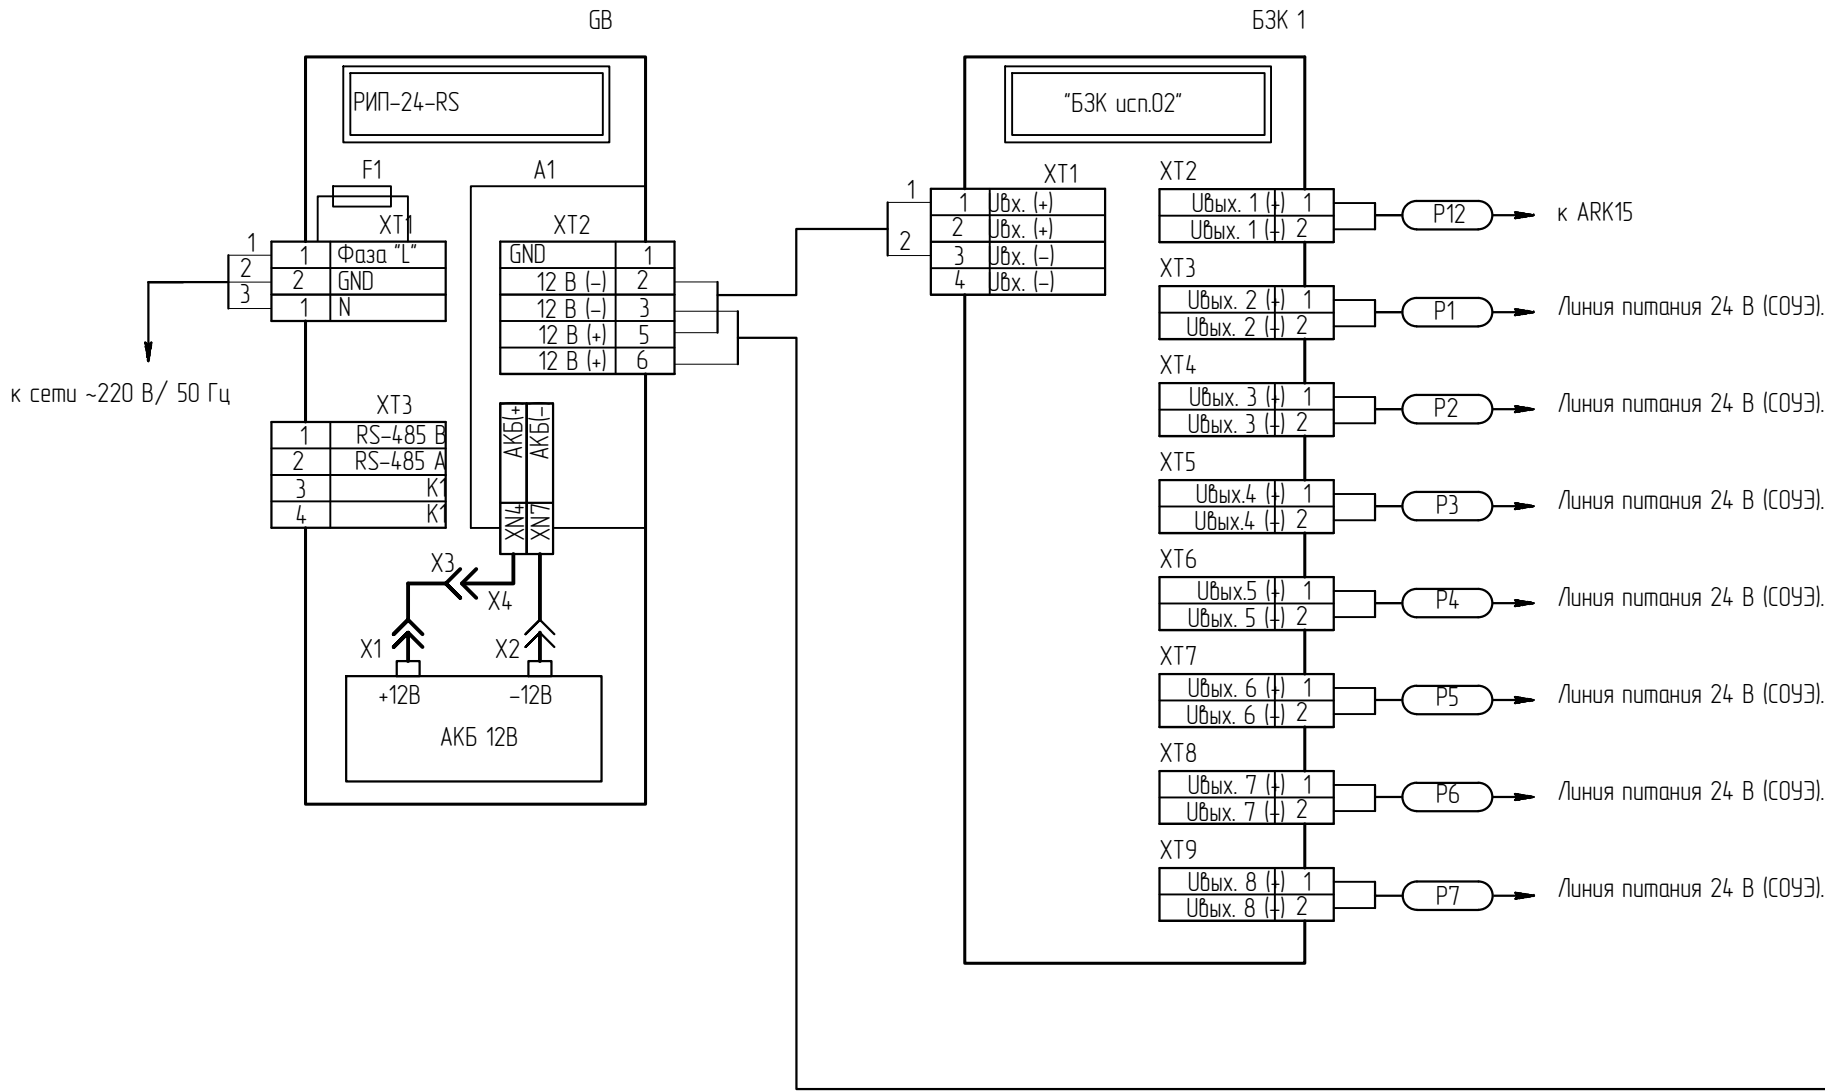 GB
РИП-24-RS
F1
A1
XT1
1
2
3
1 Фаза "L"
2 GND
1 N
к сети ~220 В/ 50 Гц
XT2
GND 1
12 В (-) 2
12 В (-) 3
12 В (+) 5
12 В (+) 6
XT3
1 RS-485 B
2 RS-485 A
3 K1
4 K1
АКБ(+
АКБ(-
XN4
XN7
X3
X4
X1
X2
+12В
-12В
АКБ 12В
БЗК 1
"БЗК исп.02"
XT1
1
2
1 Uвх. (+)
2 Uвх. (+)
3 Uвх. (-)
4 Uвх. (-)
XT2
Uвых. 1 (+) 1
Uвых. 1 (-) 2
P12
к ARK15
XT3
Uвых. 2 (+) 1
Uвых. 2 (-) 2
P1
Линия питания 24 В (СОУЭ).
XT4
Uвых. 3 (+) 1
Uвых. 3 (-) 2
P2
Линия питания 24 В (СОУЭ).
XT5
Uвых.4 (+) 1
Uвых.4 (-) 2
P3
Линия питания 24 В (СОУЭ).
XT6
Uвых.5 (+) 1
Uвых. 5 (-) 2
P4
Линия питания 24 В (СОУЭ).
XT7
Uвых. 6 (+) 1
Uвых. 6 (-) 2
P5
Линия питания 24 В (СОУЭ).
XT8
Uвых. 7 (+) 1
Uвых. 7 (-) 2
P6
Линия питания 24 В (СОУЭ).
XT9
Uвых. 8 (+) 1
Uвых. 8 (-) 2
P7
Линия питания 24 В (СОУЭ).